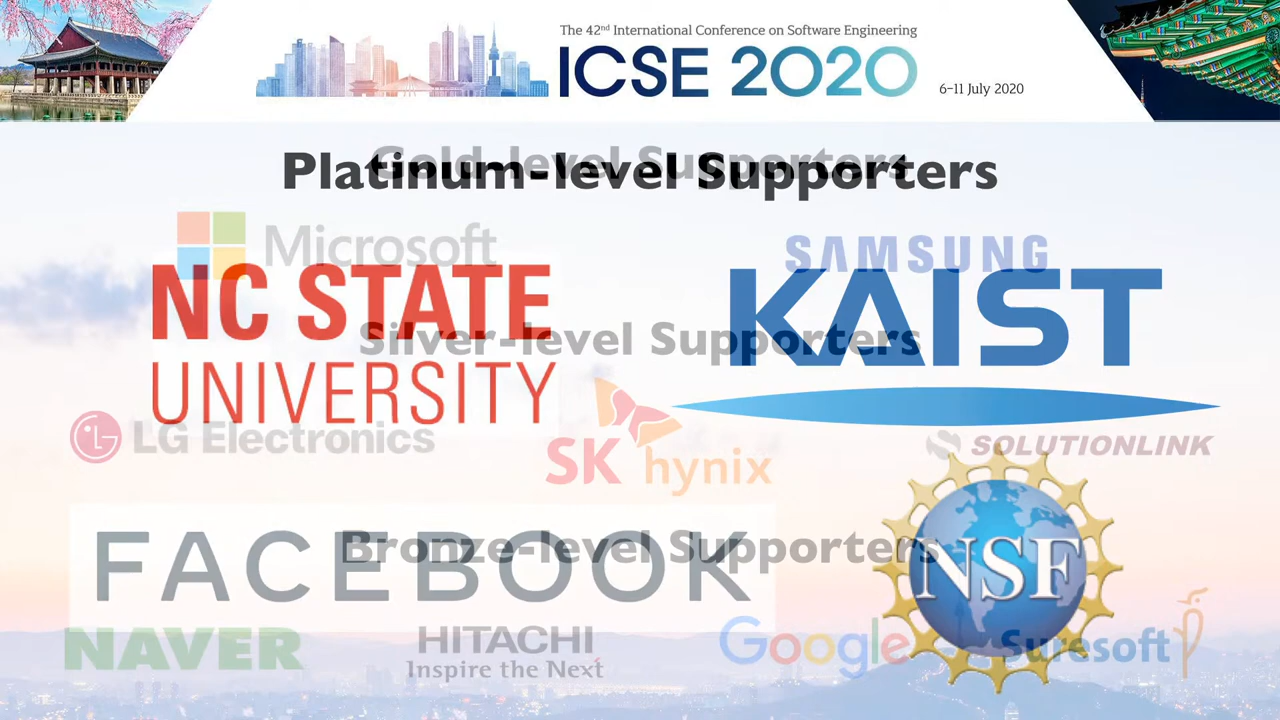 The 42nd International Conference on Software Engineering
ICSE 2020
6-11 July 2020
Gold-level Supporters
Platinum-level Supporters
Microsoft
SAMSUNG
NC STATE
UNIVERSITY
KAIST
Silver-level Supporters
LG Electronics
SK hynix
SOLUTIONLINK
FACEBOOK
NSF
Bronze-level Supporters
NAVER
HITACHI
Inspire the Next
Google
Suresoft